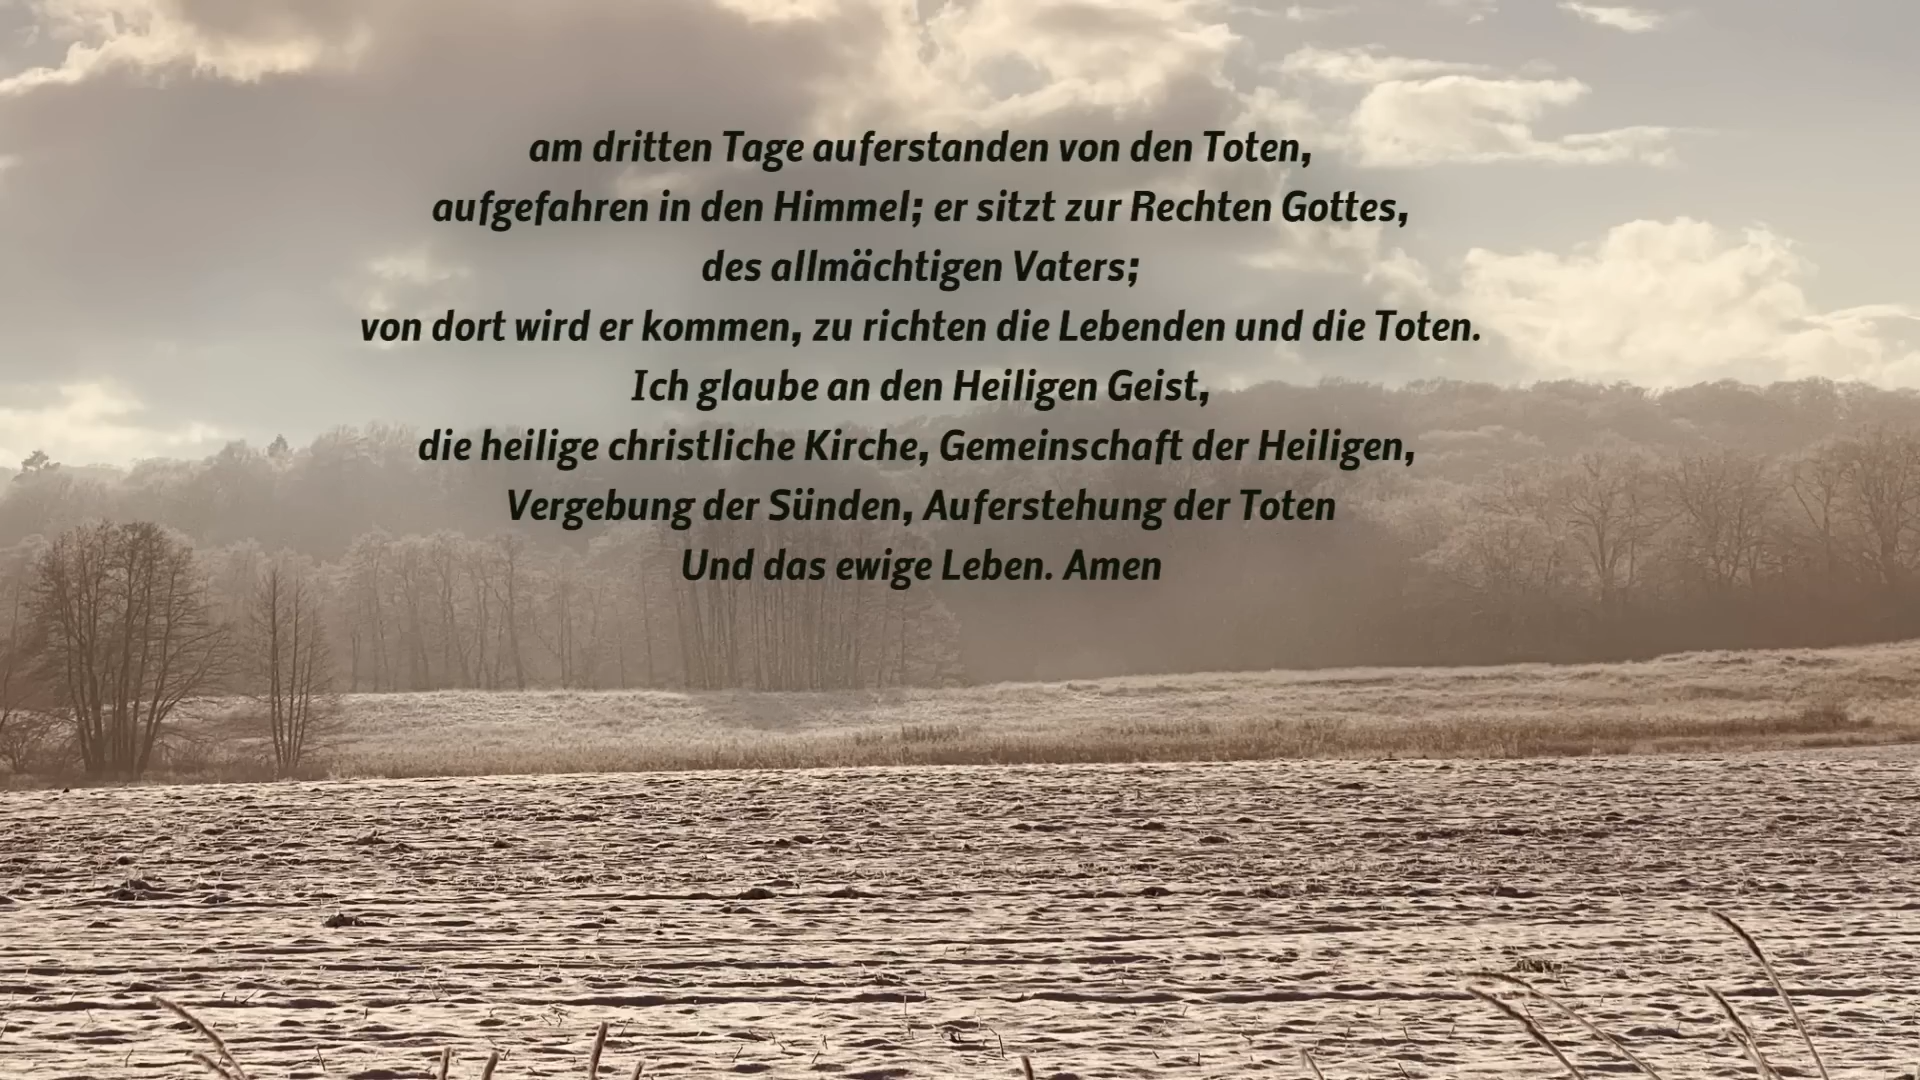 am dritten Tage auferstanden von den Toten,
aufgefahren in den Himmel; er sitzt zur Rechten Gottes,
des allmächtigen Vaters;
von dort wird er kommen, zu richten die Lebenden und die Toten.
Ich glaube an den Heiligen Geist,
die heilige christliche Kirche, Gemeinschaft der Heiligen,
Vergebung der Sünden, Auferstehung der Toten
Und das ewige Leben. Amen